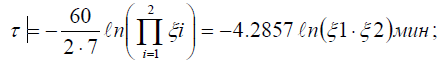 τ |= −60/(2·7) ℓn(∏_{i=1}^{2} ξi) = −4.2857 ℓn(ξ1·ξ2) мин ;